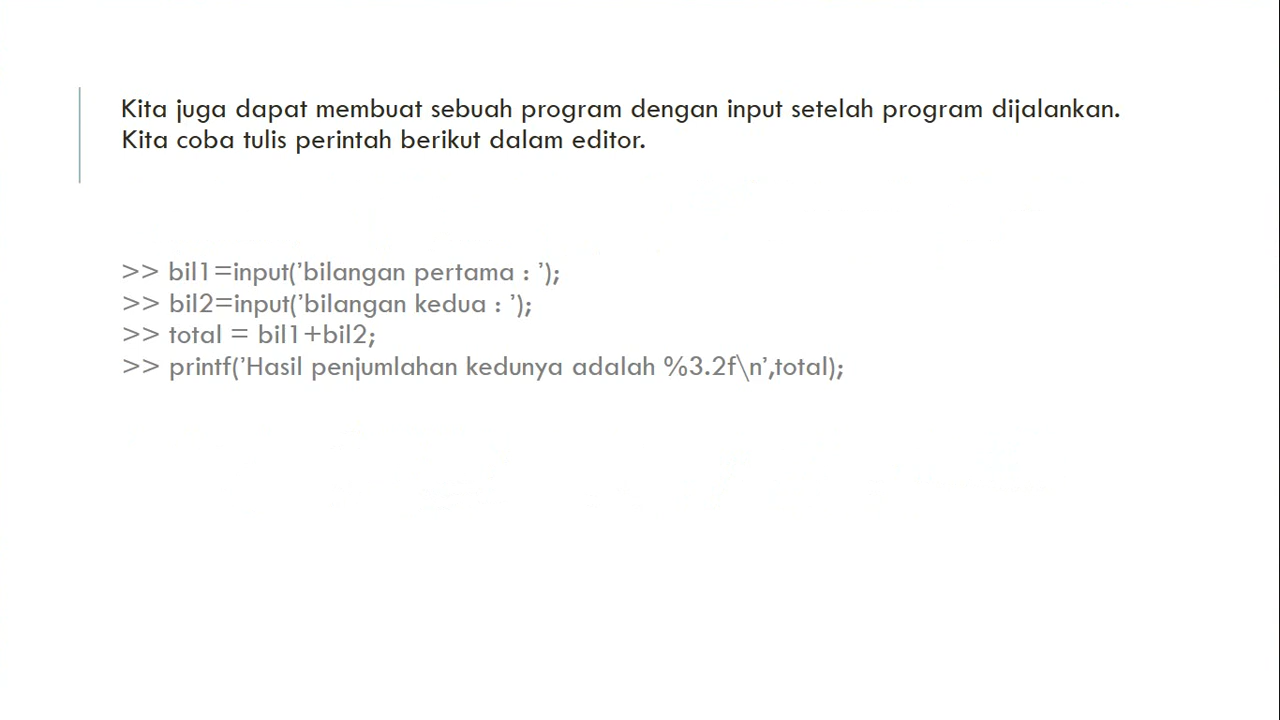 Kita juga dapat membuat sebuah program dengan input setelah program dijalankan.
Kita coba tulis perintah berikut dalam editor.
>> bil1=input(’bilangan pertama : ’);
>> bil2=input(’bilangan kedua : ’);
>> total = bil1+bil2;
>> printf(’Hasil penjumlahan kedunya adalah %3.2f\n’,total);